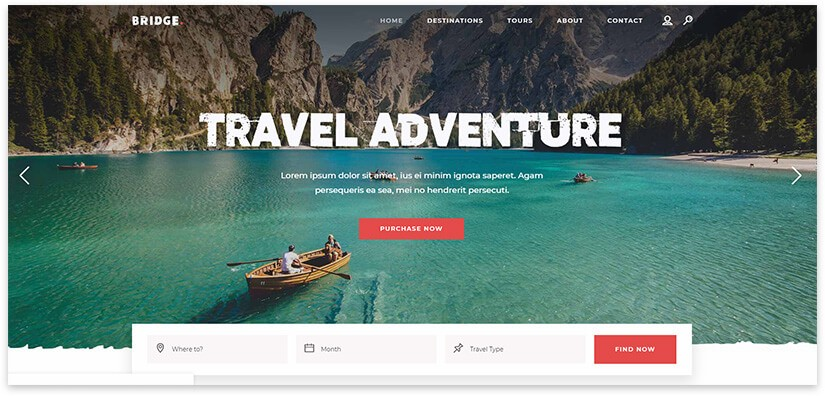 BRIDGE.
HOME
DESTINATIONS
TOURS
ABOUT
CONTACT
TRAVEL ADVENTURE
Lorem ipsum dolor sit amet, ius ei minim ignota saperet. Agam
persequeris ea sea, mei no hendrerit persecuti.
PURCHASE NOW
Where to?
Month
Travel Type
FIND NOW